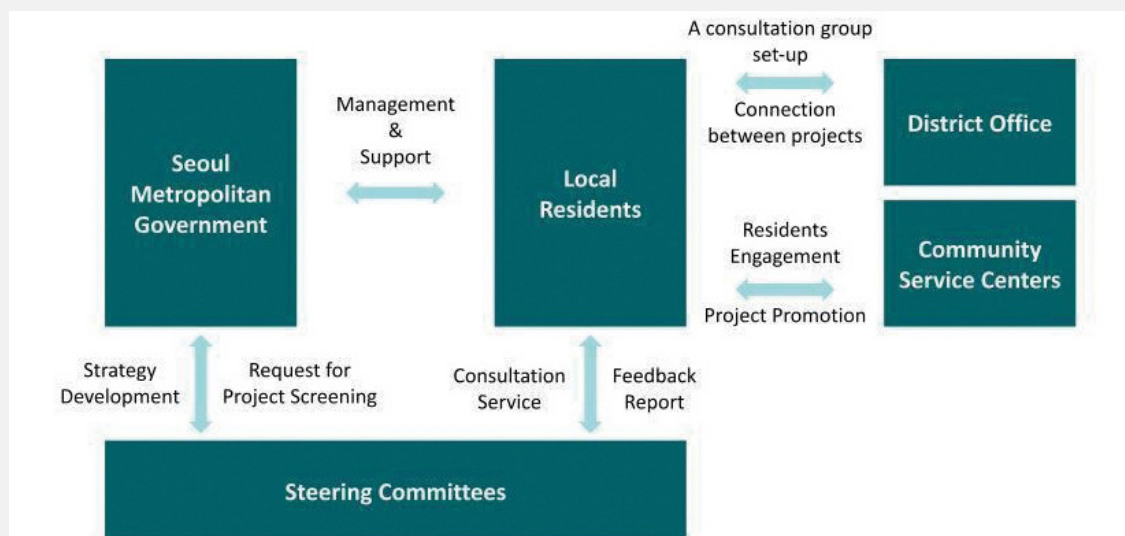 A consultation group
set-up
Management
&
Support
Seoul
Metropolitan
Government
Local
Residents
Connection
between projects
District Office
Residents
Engagement
Project Promotion
Community
Service Centers
Strategy
Development
Request for
Project Screening
Consultation
Service
Feedback
Report
Steering Committees